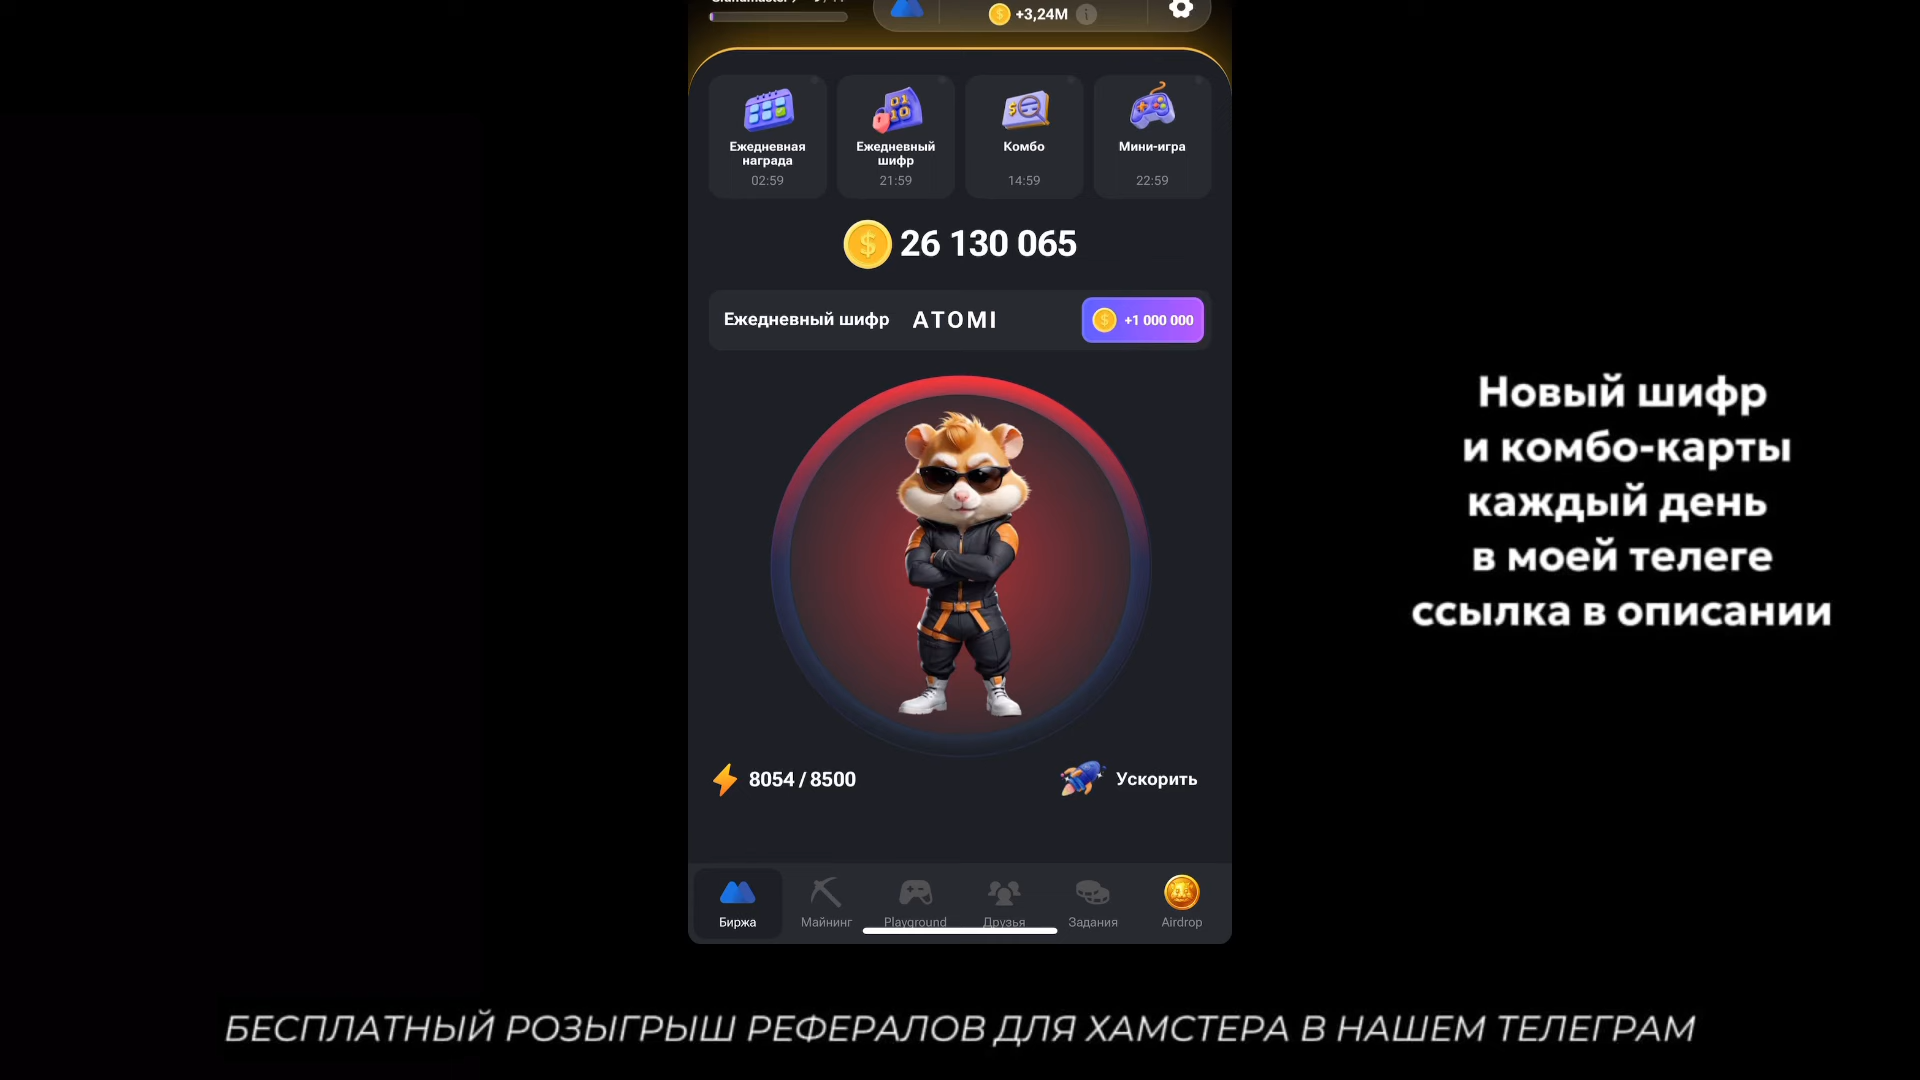 +3,24M
Ежедневная
награда
02:59
Ежедневный
шифр
21:59
Комбо
14:59
Мини-игра
22:59
26 130 065
Ежедневный шифр ATOMI +1 000 000
Новый шифр
и комбо-карты
каждый день
в моей телеге
ссылка в описании
8054 / 8500
Ускорить
Биржа
Майнинг
Playground
Друзья
Задания
Airdrop
БЕСПЛАТНЫЙ РОЗЫГРЫШ РЕФЕРАЛОВ ДЛЯ ХАМСТЕРА В НАШЕМ ТЕЛЕГРАМ